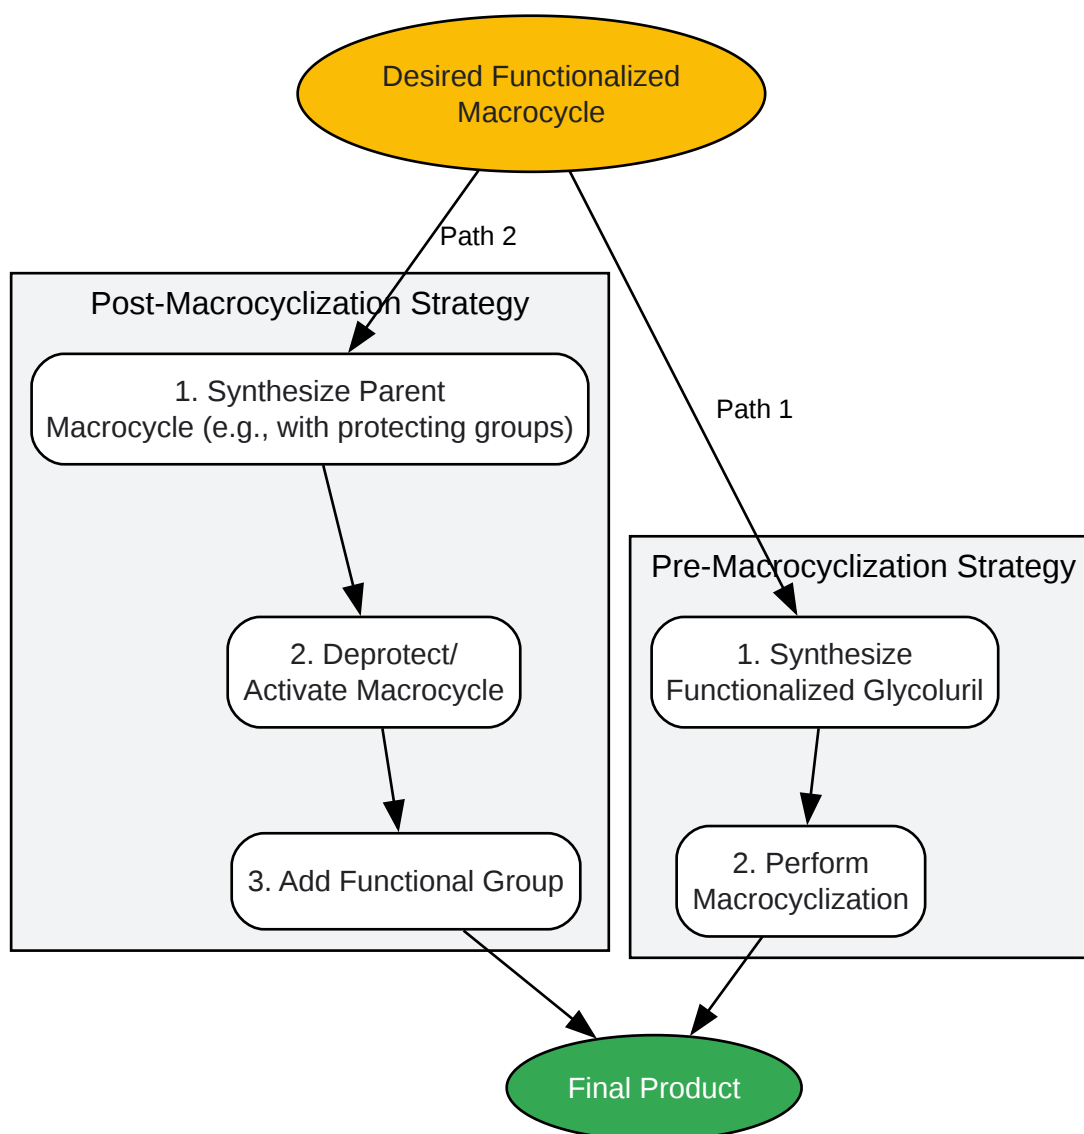 Desired Functionalized
Macrocycle
Path 2
Post-Macrocyclization Strategy
1. Synthesize Parent
Macrocycle (e.g., with protecting groups)
Path 1
2. Deprotect/
Activate Macrocycle
3. Add Functional Group
Pre-Macrocyclization Strategy
1. Synthesize
Functionalized Glycoluril
2. Perform
Macrocyclization
Final Product